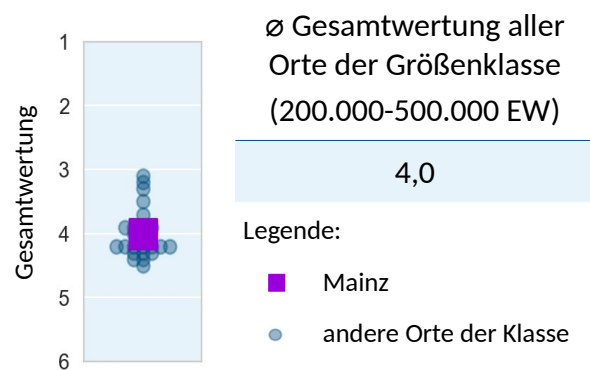 ø Gesamtwertung aller
Orte der Größenklasse
(200.000-500.000 EW)
4,0
Legende:
Mainz
andere Orte der Klasse
Gesamtwertung
1
2
3
4
5
6